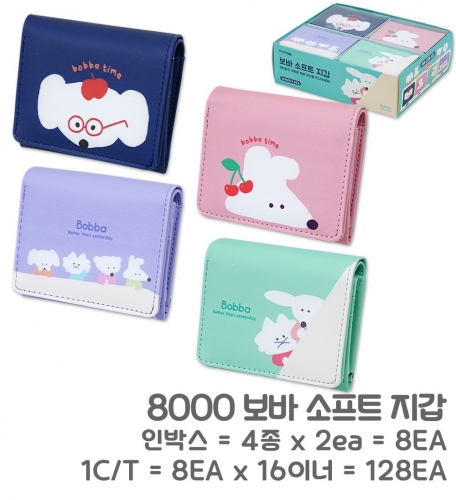 bobba time
보바 소프트 지갑
bobba time
Bobba
Better than yesterday
Bobba
Better than yesterday
8000 보바 소프트 지갑
인박스 = 4종 x 2ea = 8EA
1C/T = 8EA x 16이너 = 128EA